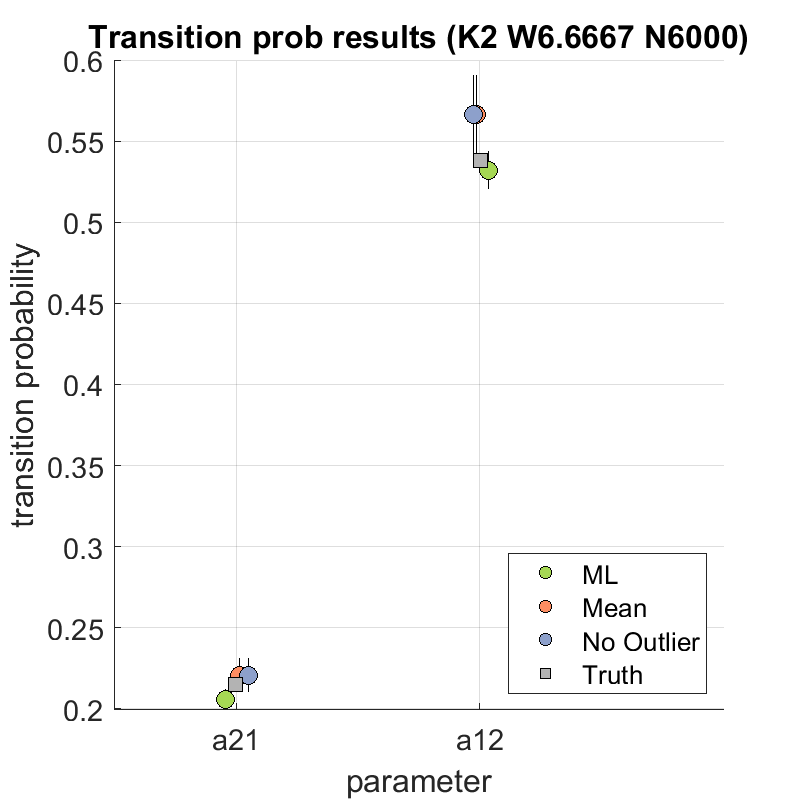 Transition prob results (K2 W6.6667 N6000)
0.6
0.55
0.5
0.45
0.4
0.35
0.3
0.25
0.2
transition probability
ML
Mean
No Outlier
Truth
a21 a12
parameter